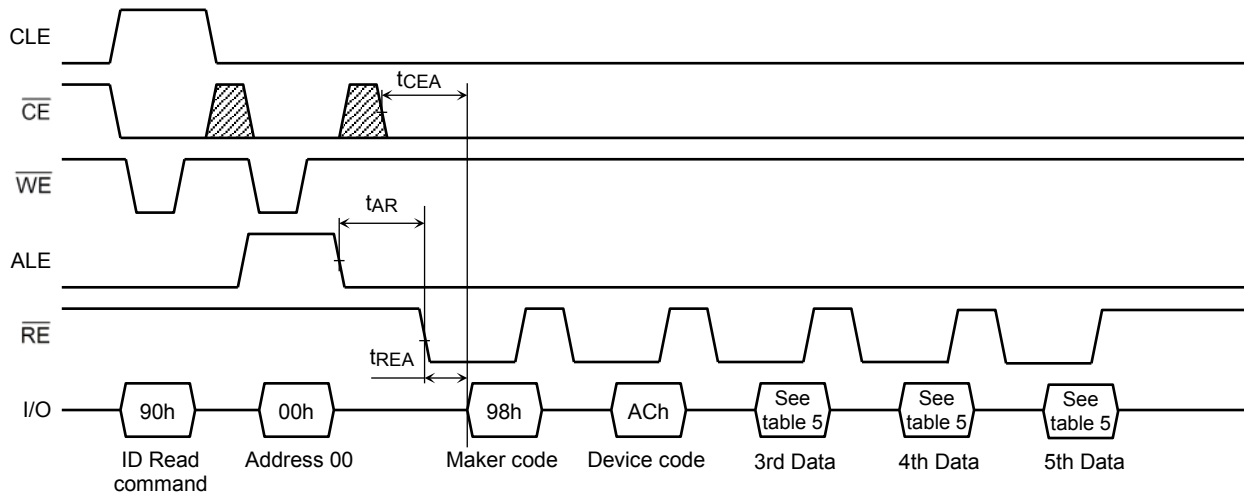 CLE
tCEA
CE
WE
tAR
ALE
RE
tREA
I/O
90h
00h
98h
ACh
See
table 5
See
table 5
See
table 5
ID Read
command
Address 00
Maker code
Device code
3rd Data
4th Data
5th Data